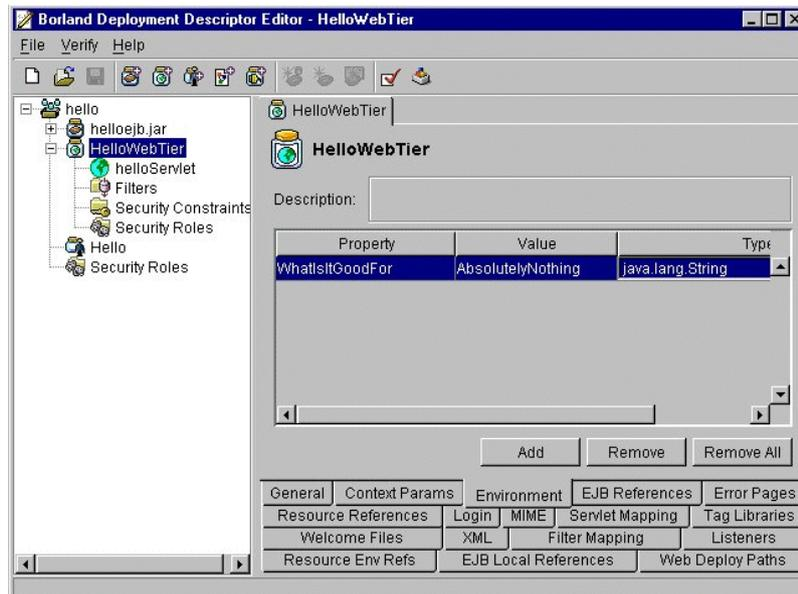 Borland Deployment Descriptor Editor - HelloWebTier
File Verify Help
hello
helloejb.jar
HelloWebTier
helloServlet
Filters
Security Constraints
Security Roles
Hello
Security Roles
HelloWebTier
HelloWebTier
Description:
Property Value Type
WhatIsItGoodFor AbsolutelyNothing java.lang.String
Add Remove Remove All
General Context Params Environment EJB References Error Pages
Resource References Login MIME Servlet Mapping Tag Libraries
Welcome Files XML Filter Mapping Listeners
Resource Env Refs EJB Local References Web Deploy Paths